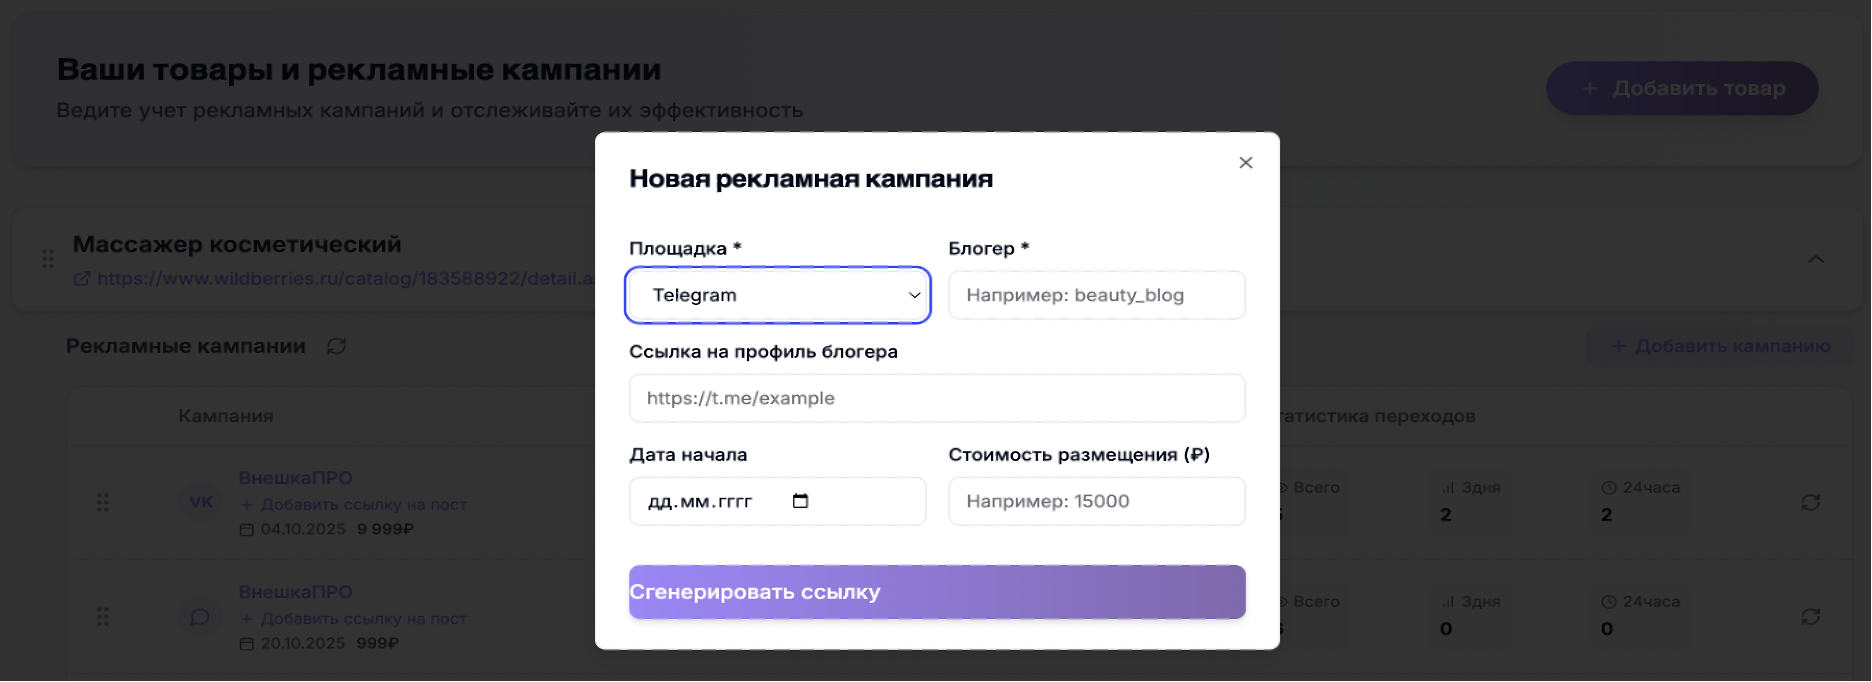 Ваши товары и рекламные кампании
Ведите учет рекламных кампаний и отслеживайте их эффективность
+ Добавить товар
Массажер косметический
https://www.wildberries.ru/catalog/183588922/detail.a
Рекламные кампании
+ Добавить кампанию
Кампания
татистика переходов
VK
ВнешкаПРО
+ Добавить ссылку на пост
04.10.2025 9 999₽
Всего
3дня
2
24часа
2
ВнешкаПРО
+ Добавить ссылку на пост
20.10.2025 999₽
Всего
3дня
0
24часа
0
Новая рекламная кампания
Площадка *
Блогер *
Telegram
Например: beauty_blog
Ссылка на профиль блогера
https://t.me/example
Дата начала
Стоимость размещения (₽)
дд.мм.гггг
Например: 15000
Сгенерировать ссылку